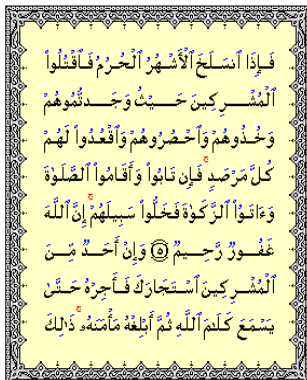 فَإِذَا ٱنسَلَخَ ٱلْأَشْهُرُ ٱلْحُرُمُ فَٱقْتُلُوا۟
ٱلْمُشْرِكِينَ حَيْثُ وَجَدتُّمُوهُمْ
وَخُذُوهُمْ وَٱحْصُرُوهُمْ وَٱقْعُدُوا۟ لَهُمْ
كُلَّ مَرْصَدٍۢ ۚ فَإِن تَابُوا۟ وَأَقَامُوا۟ ٱلصَّلَوٰةَ
وَءَاتَوُا۟ ٱلزَّكَوٰةَ فَخَلُّوا۟ سَبِيلَهُمْ ۚ إِنَّ ٱللَّهَ
غَفُورٌۭ رَّحِيمٌۭ ۝٥ وَإِنْ أَحَدٌۭ مِّنَ
ٱلْمُشْرِكِينَ ٱسْتَجَارَكَ فَأَجِرْهُ حَتَّىٰ
يَسْمَعَ كَلَـٰمَ ٱللَّهِ ثُمَّ أَبْلِغْهُ مَأْمَنَهُۥ ۚ ذَٰلِكَ